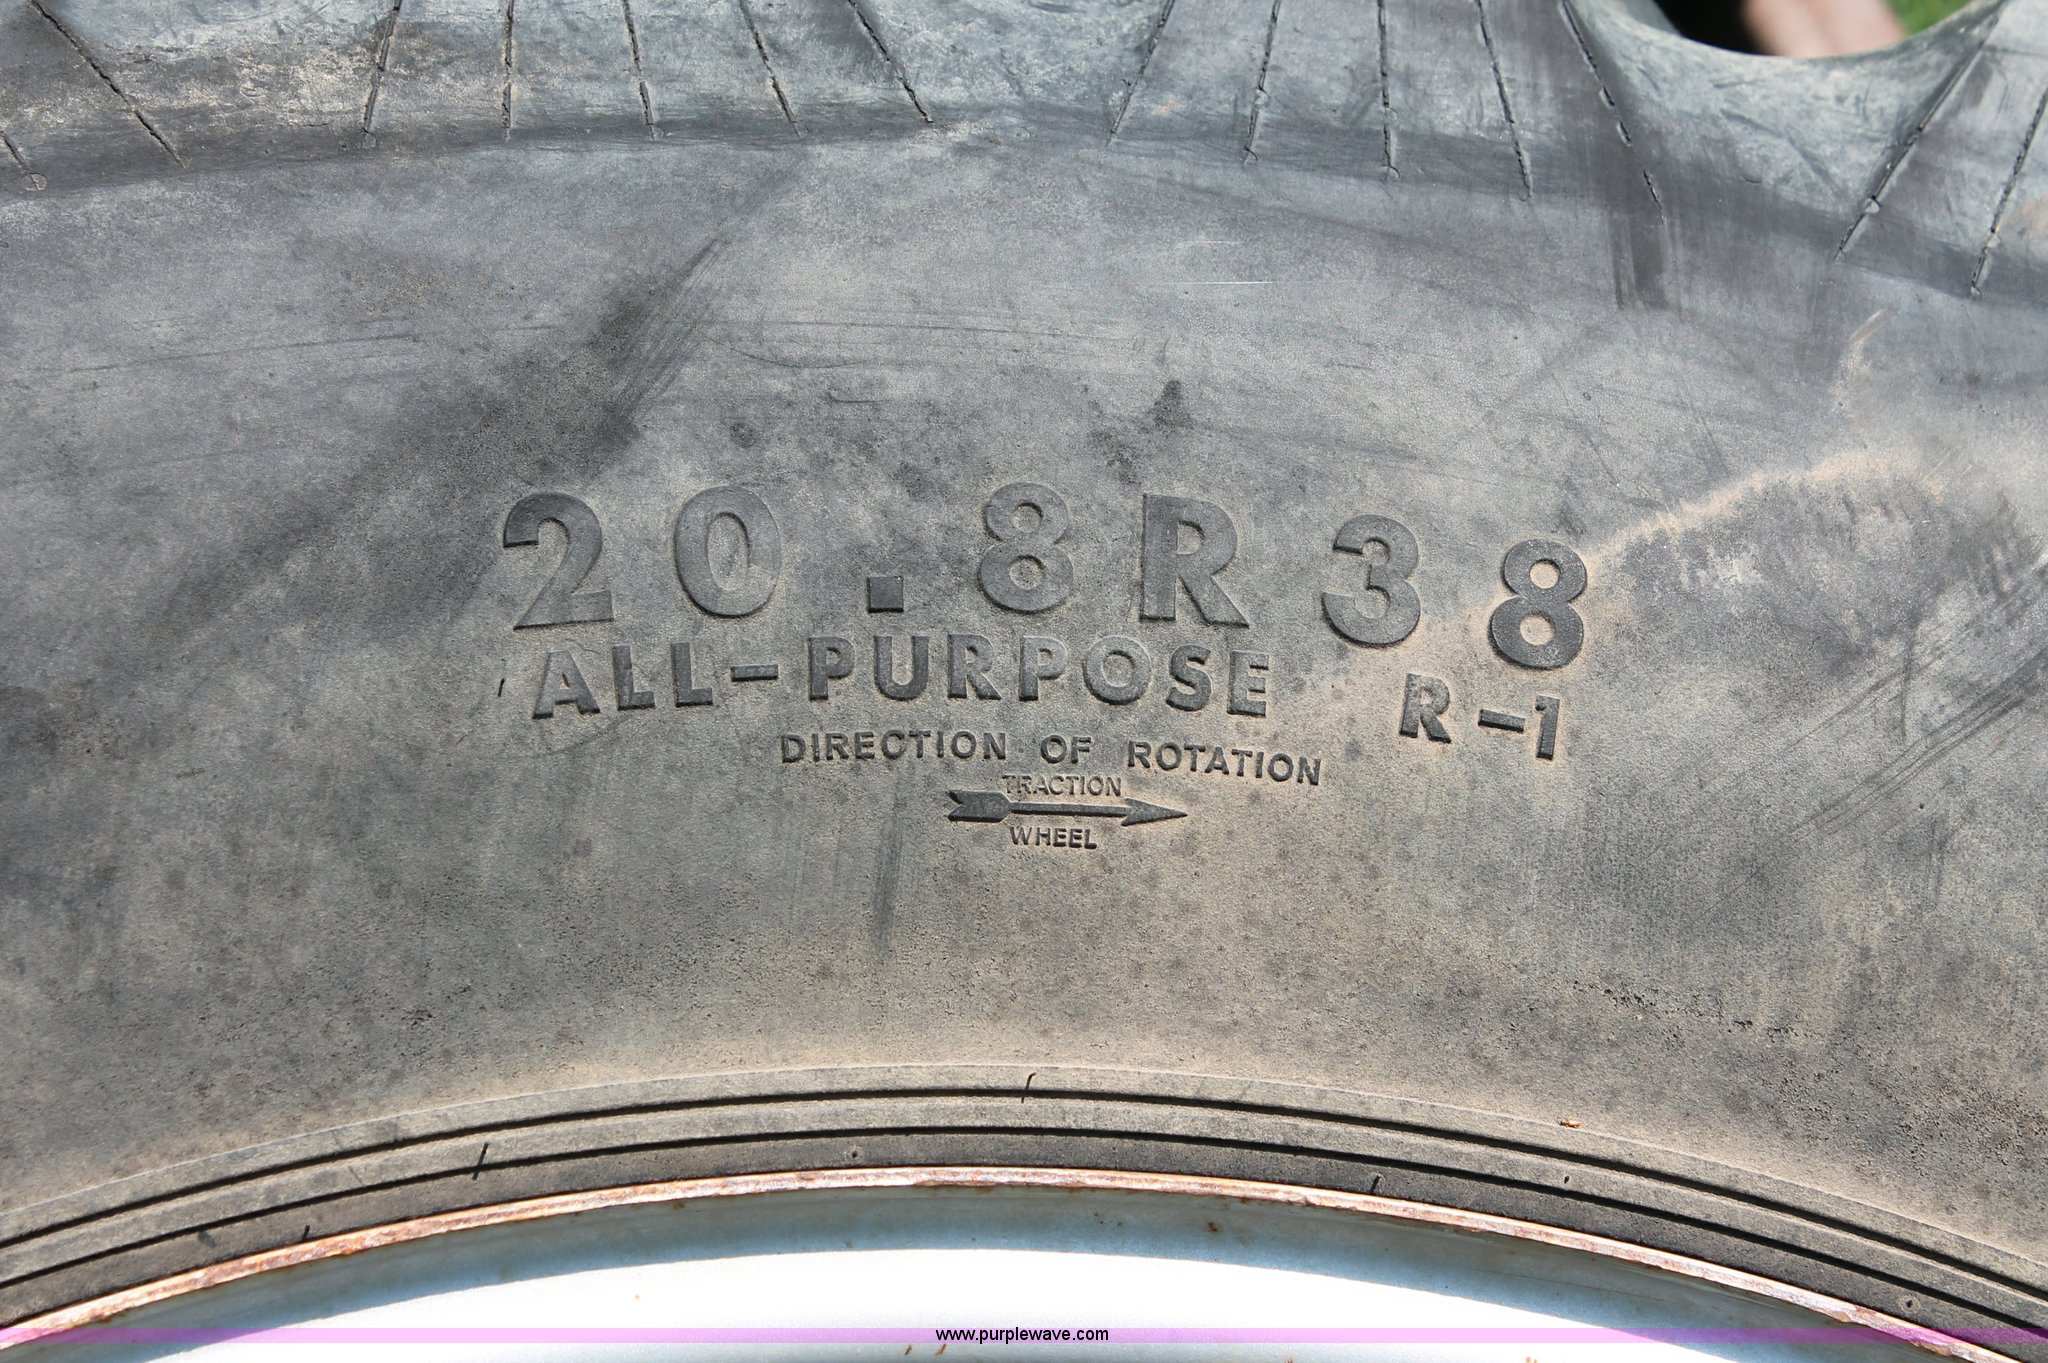 20.8R38
ALL-PURPOSE R-1
DIRECTION OF ROTATION
TRACTION
WHEEL
www.purplewave.com